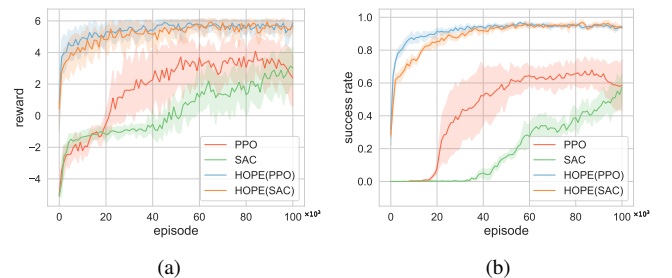 6
4
2
0
−2
−4
reward
PPO
SAC
HOPE(PPO)
HOPE(SAC)
0 20 40 60 80 100 ×10³
episode
(a)
1.0
0.8
0.6
0.4
0.2
0.0
success rate
PPO
SAC
HOPE(PPO)
HOPE(SAC)
0 20 40 60 80 100 ×10³
episode
(b)